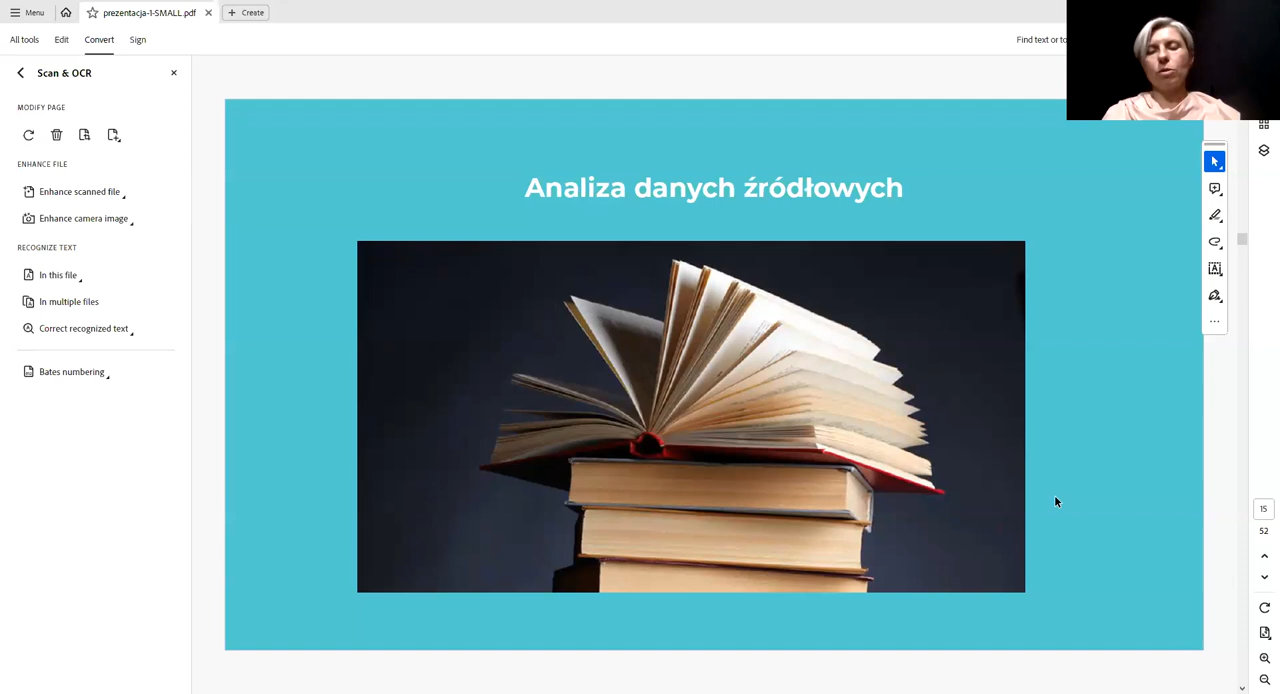 Menu
prezentacja-1-SMALL.pdf
Create
All tools
Edit
Convert
Sign
Find text or to
Scan & OCR
MODIFY PAGE
ENHANCE FILE
Enhance scanned file
Enhance camera image
RECOGNIZE TEXT
In this file
In multiple files
Correct recognized text
Bates numbering
Analiza danych źródłowych
15
52